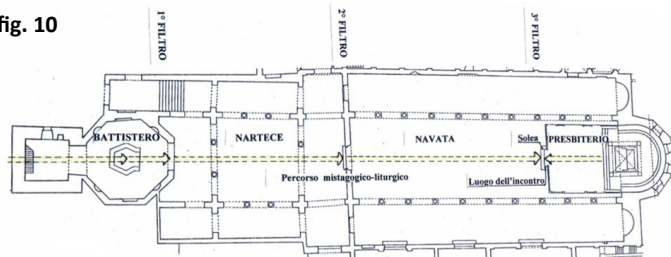 fig. 10
1° FILTRO
2° FILTRO
3° FILTRO
BATTISTERO
NARTECE
NAVATA
Solea
PRESBITERIO
Percorso mistagogico-liturgico
Luogo dell'incontro